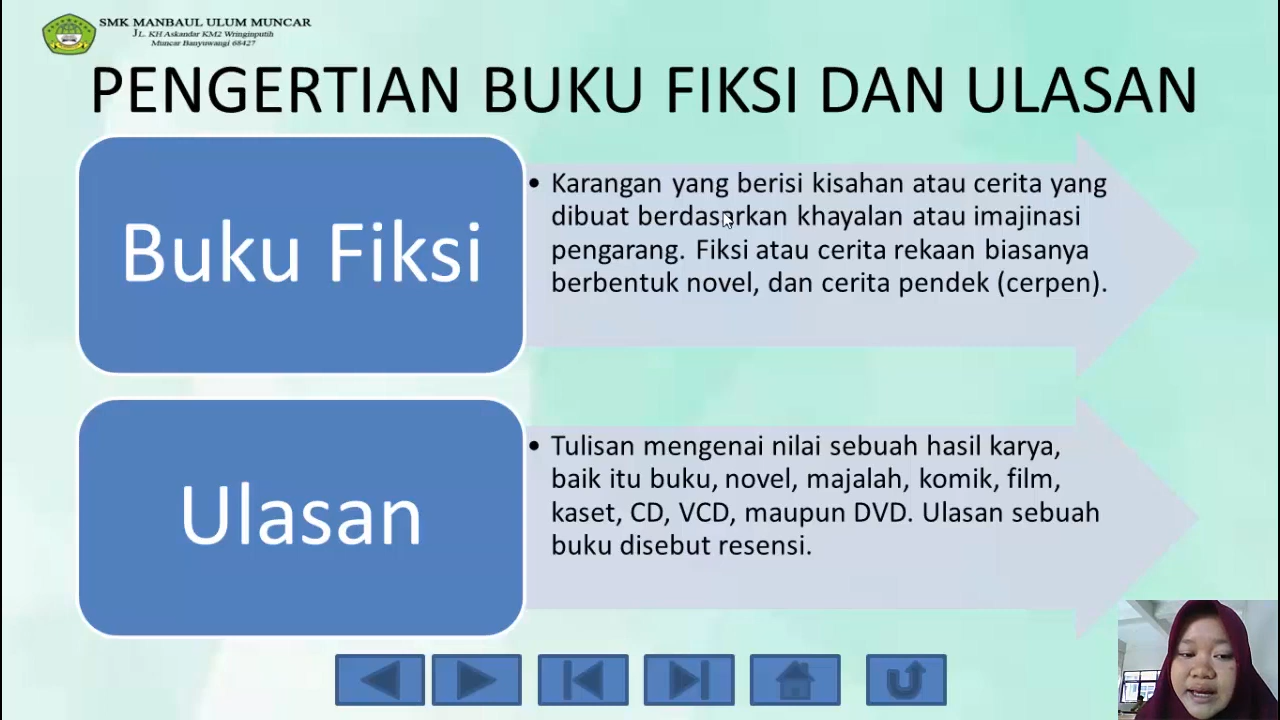 SMK MANBAUL ULUM MUNCAR
JL. KH Askandar KM2 Wringinputih
Muncar Banyuwangi 68427
PENGERTIAN BUKU FIKSI DAN ULASAN
Buku Fiksi
• Karangan yang berisi kisahan atau cerita yang
dibuat berdasarkan khayalan atau imajinasi
pengarang. Fiksi atau cerita rekaan biasanya
berbentuk novel, dan cerita pendek (cerpen).
Ulasan
• Tulisan mengenai nilai sebuah hasil karya,
baik itu buku, novel, majalah, komik, film,
kaset, CD, VCD, maupun DVD. Ulasan sebuah
buku disebut resensi.